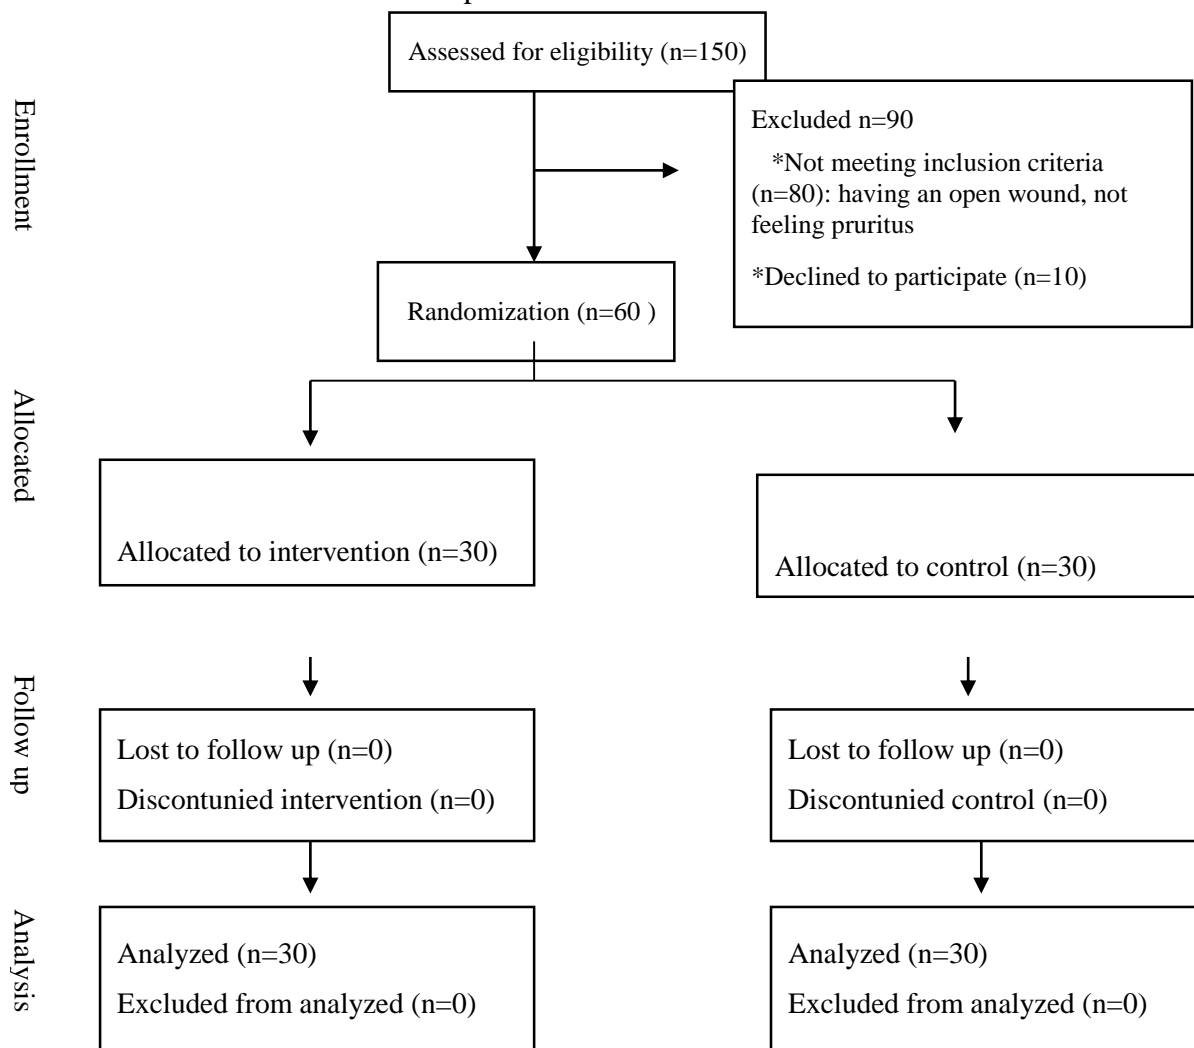 Assessed for eligibility (n=150)
Enrollment
Excluded n=90
*Not meeting inclusion criteria
(n=80): having an open wound, not
feeling pruritus
*Declined to participate (n=10)
Randomization (n=60 )
Allocated
Allocated to intervention (n=30)
Allocated to control (n=30)
Follow up
Lost to follow up (n=0)
Discontunied intervention (n=0)
Lost to follow up (n=0)
Discontunied control (n=0)
Analysis
Analyzed (n=30)
Excluded from analyzed (n=0)
Analyzed (n=30)
Excluded from analyzed (n=0)